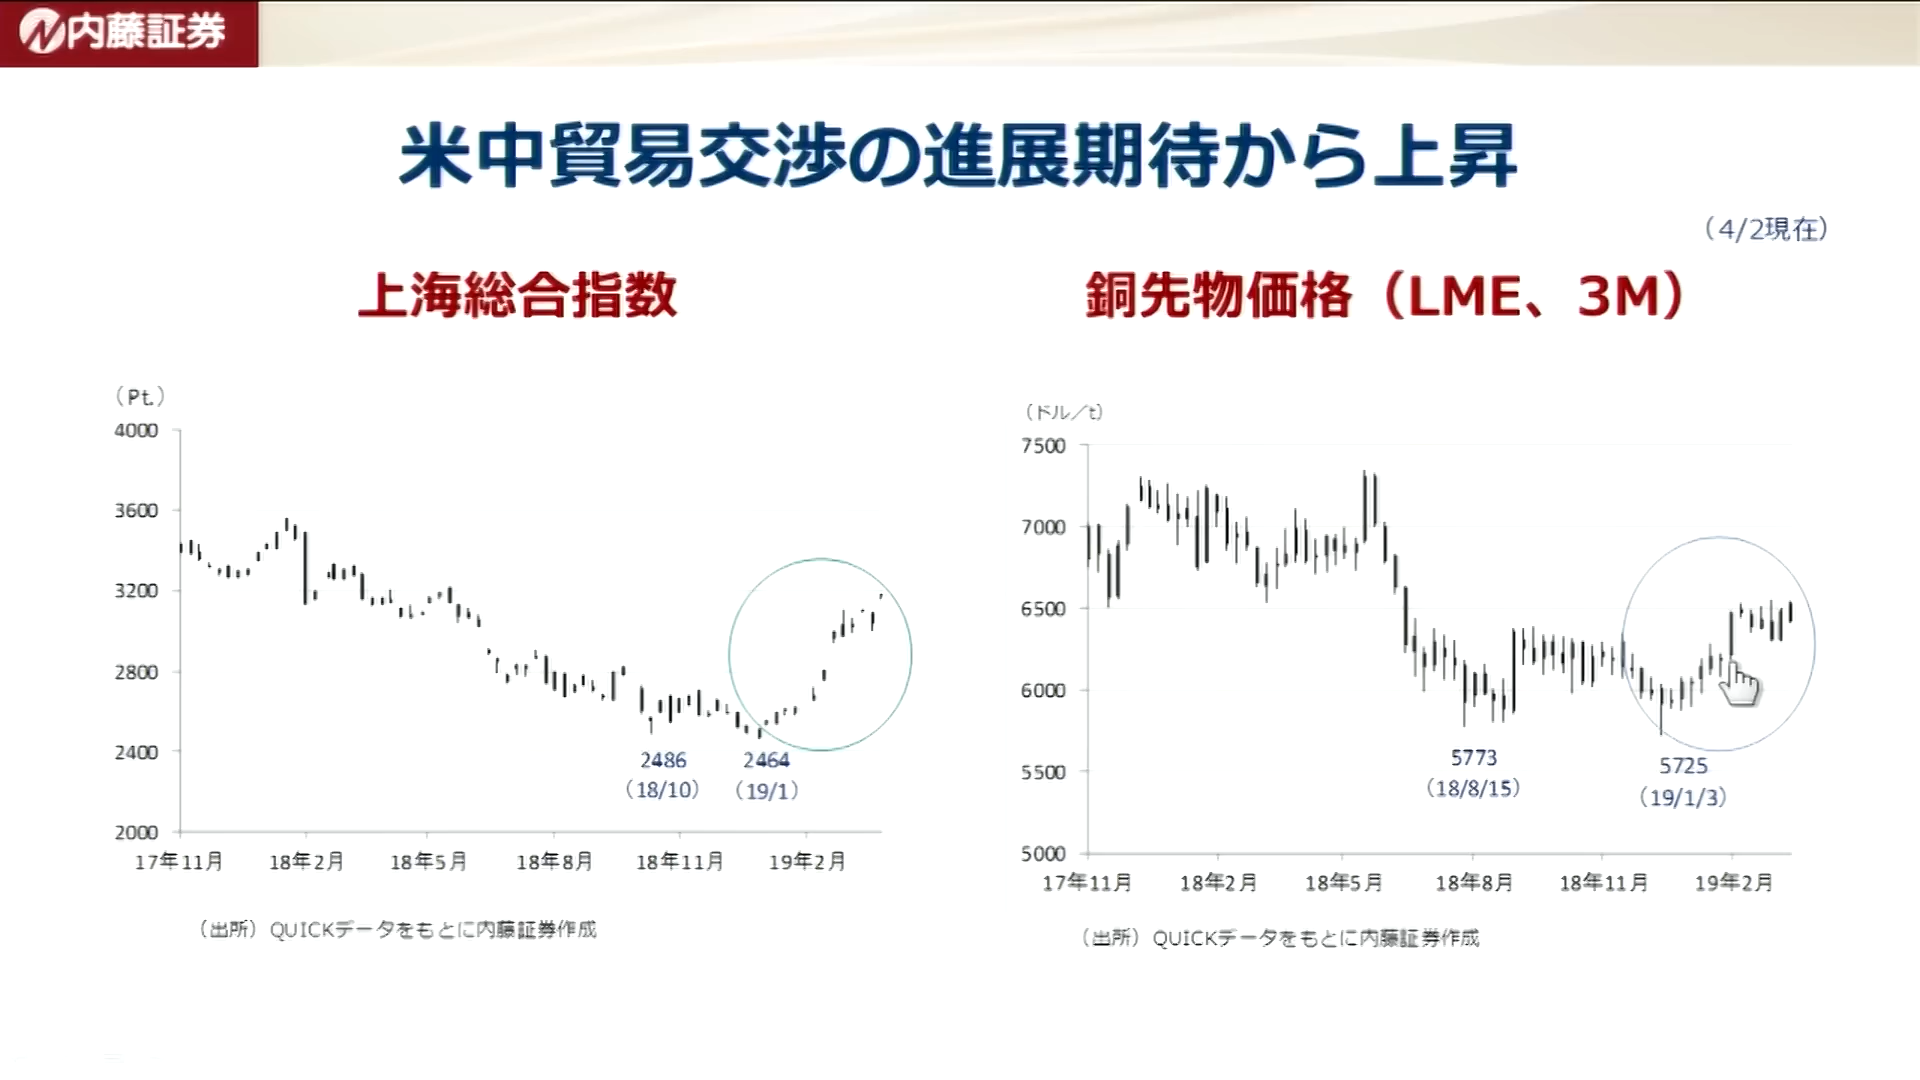 内藤証券
米中貿易交渉の進展期待から上昇
（4/2現在）
上海総合指数
（Pt.）
4000
3600
3200
2800
2400
2000
2486
（18/10）
2464
（19/1）
17年11月 18年2月 18年5月 18年8月 18年11月 19年2月
（出所）QUICKデータをもとに内藤証券作成
銅先物価格（LME、3M）
（ドル／t）
7500
7000
6500
6000
5500
5000
5773
（18/8/15）
5725
（19/1/3）
17年11月 18年2月 18年5月 18年8月 18年11月 19年2月
（出所）QUICKデータをもとに内藤証券作成